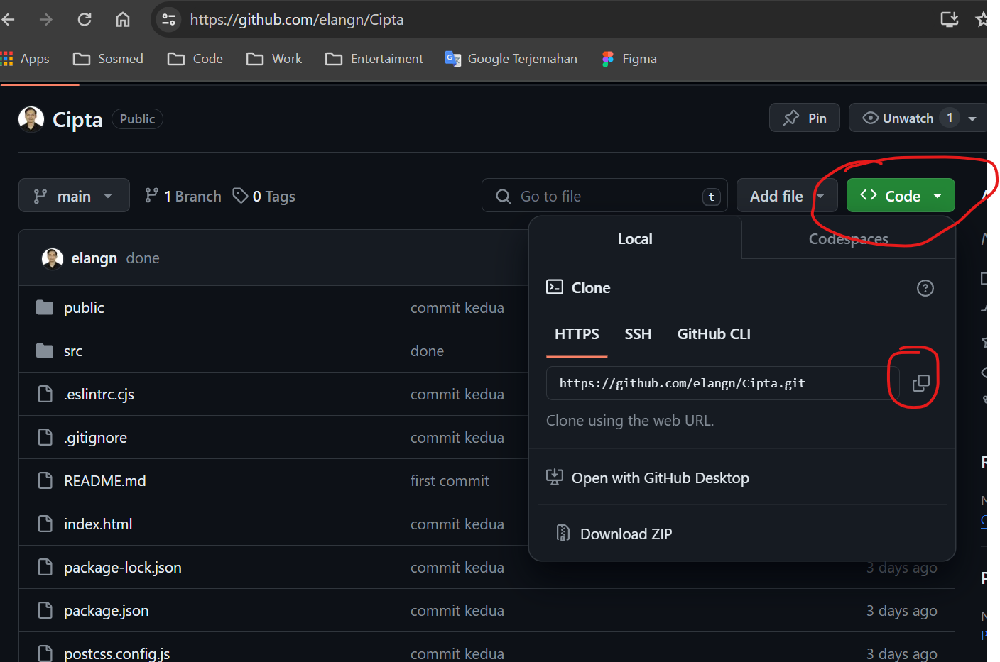 https://github.com/elangn/Cipta
Apps Sosmed Code Work Entertaiment Google Terjemahan Figma
Cipta Public Pin Unwatch 1
main 1 Branch 0 Tags Go to file t Add file Code
Local Codespaces
elangn done
Clone
public commit kedua
HTTPS SSH GitHub CLI
src done
https://github.com/elangn/Cipta.git
.eslintrc.cjs commit kedua
Clone using the web URL.
.gitignore commit kedua
README.md first commit
Open with GitHub Desktop
index.html commit kedua
Download ZIP
package-lock.json commit kedua 3 days ago
package.json commit kedua 3 days ago
postcss.config.js commit kedua 3 days ago